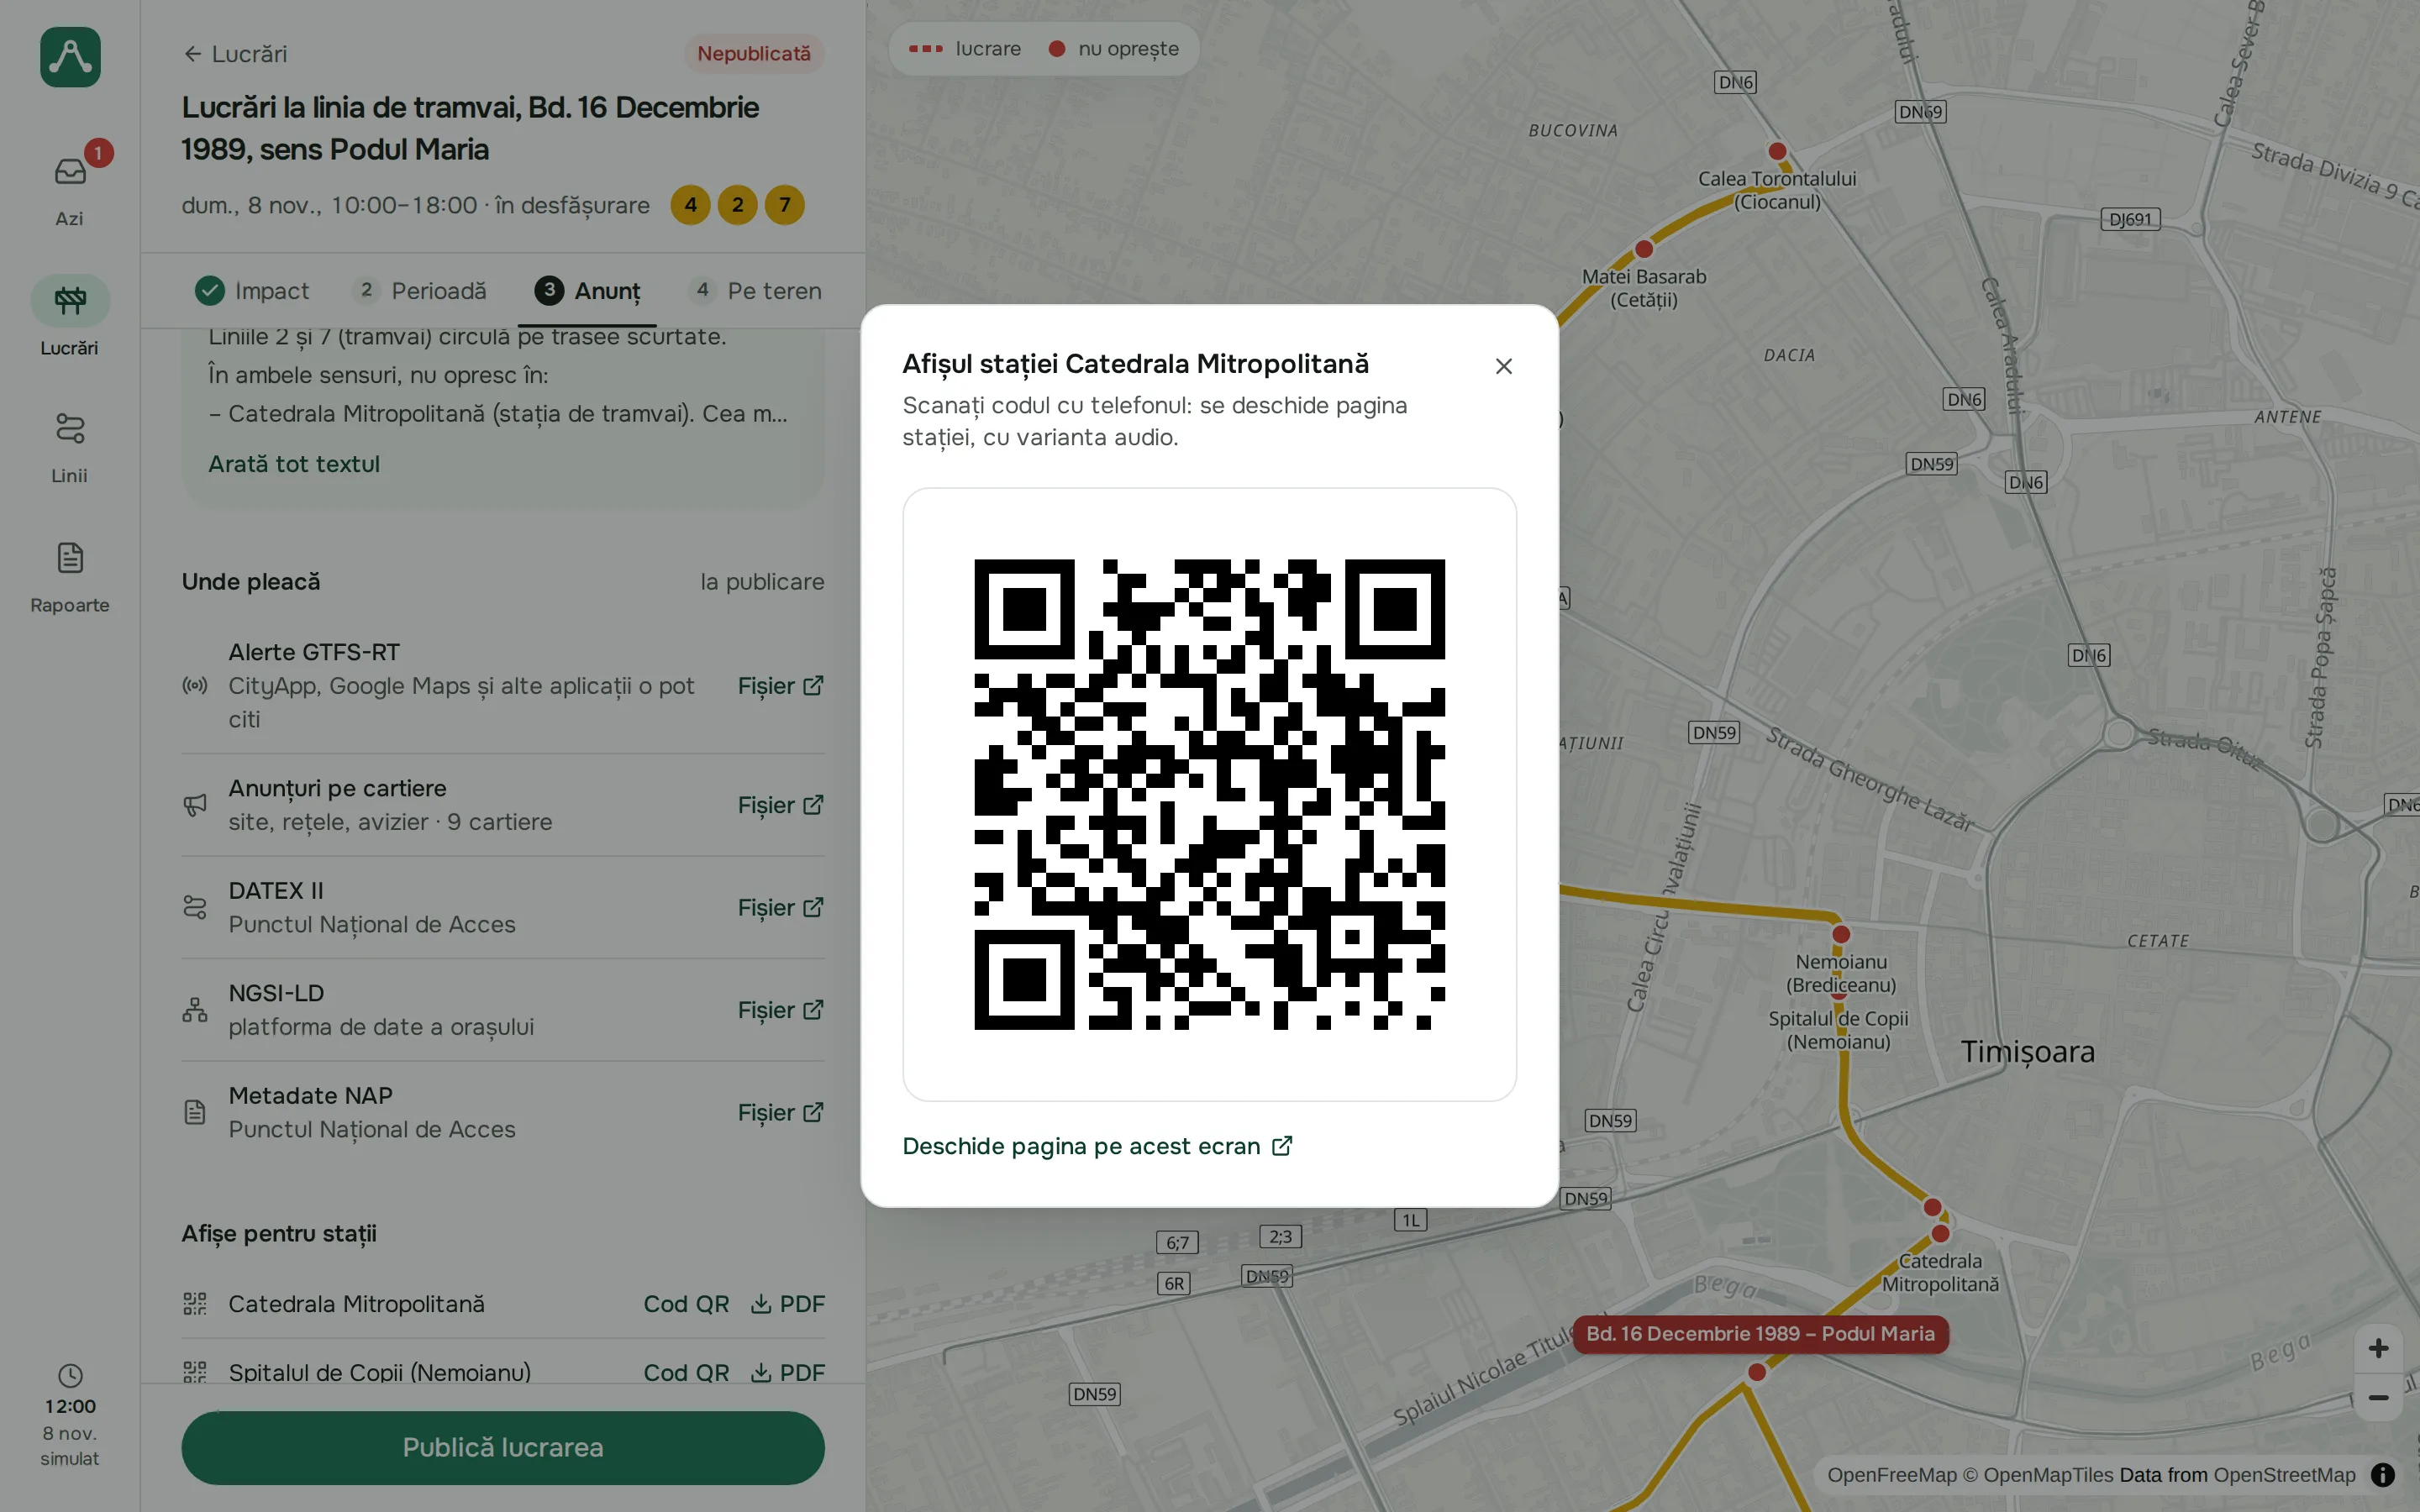 1
Azi
Lucrări
Linii
Rapoarte
12:00
8 nov.
simulat
Lucrări
Nepublicată
Lucrări la linia de tramvai, Bd. 16 Decembrie
1989, sens Podul Maria
dum., 8 nov., 10:00–18:00 · în desfășurare 4 2 7
Impact 2 Perioadă 3 Anunț 4 Pe teren
Liniile 2 și 7 (tramvai) circulă pe trasee scurtate.
În ambele sensuri, nu opresc în:
– Catedrala Mitropolitană (stația de tramvai). Cea m...
Arată tot textul
Unde pleacă la publicare
Alerte GTFS-RT
CityApp, Google Maps și alte aplicații o pot
citi
Fișier
Anunțuri pe cartiere
site, rețele, avizier · 9 cartiere
Fișier
DATEX II
Punctul Național de Acces
Fișier
NGSI-LD
platforma de date a orașului
Fișier
Metadate NAP
Punctul Național de Acces
Fișier
Afișe pentru stații
Catedrala Mitropolitană Cod QR PDF
Spitalul de Copii (Nemoianu) Cod QR PDF
Publică lucrarea
lucrare nu oprește
Afișul stației Catedrala Mitropolitană
Scanați codul cu telefonul: se deschide pagina
stației, cu varianta audio.
Deschide pagina pe acest ecran
DN6
DN69
Calea Sever B
BUCOVINA
Strada Divizia 9 Ca
Calea Torontalului
(Ciocanul)
DJ691
Matei Basarab
(Cetății)
Calea Aradului
DACIA
DN6
ANTENE
DN59
DN6
Strada Popa Șapcă
DN6
DN59
Strada Gheorghe Lazăr
Strada Oituz
DN6
CETATE
Nemoianu
(Brediceanu)
Spitalul de Copii
(Nemoianu)
Timișoara
DN59
DN59
1L
2;3
6;7
6R
DN59
Catedrala
Mitropolitană
Bega
Bd. 16 Decembrie 1989 – Podul Maria
Bega
DN59
+
−
OpenFreeMap © OpenMapTiles Data from OpenStreetMap